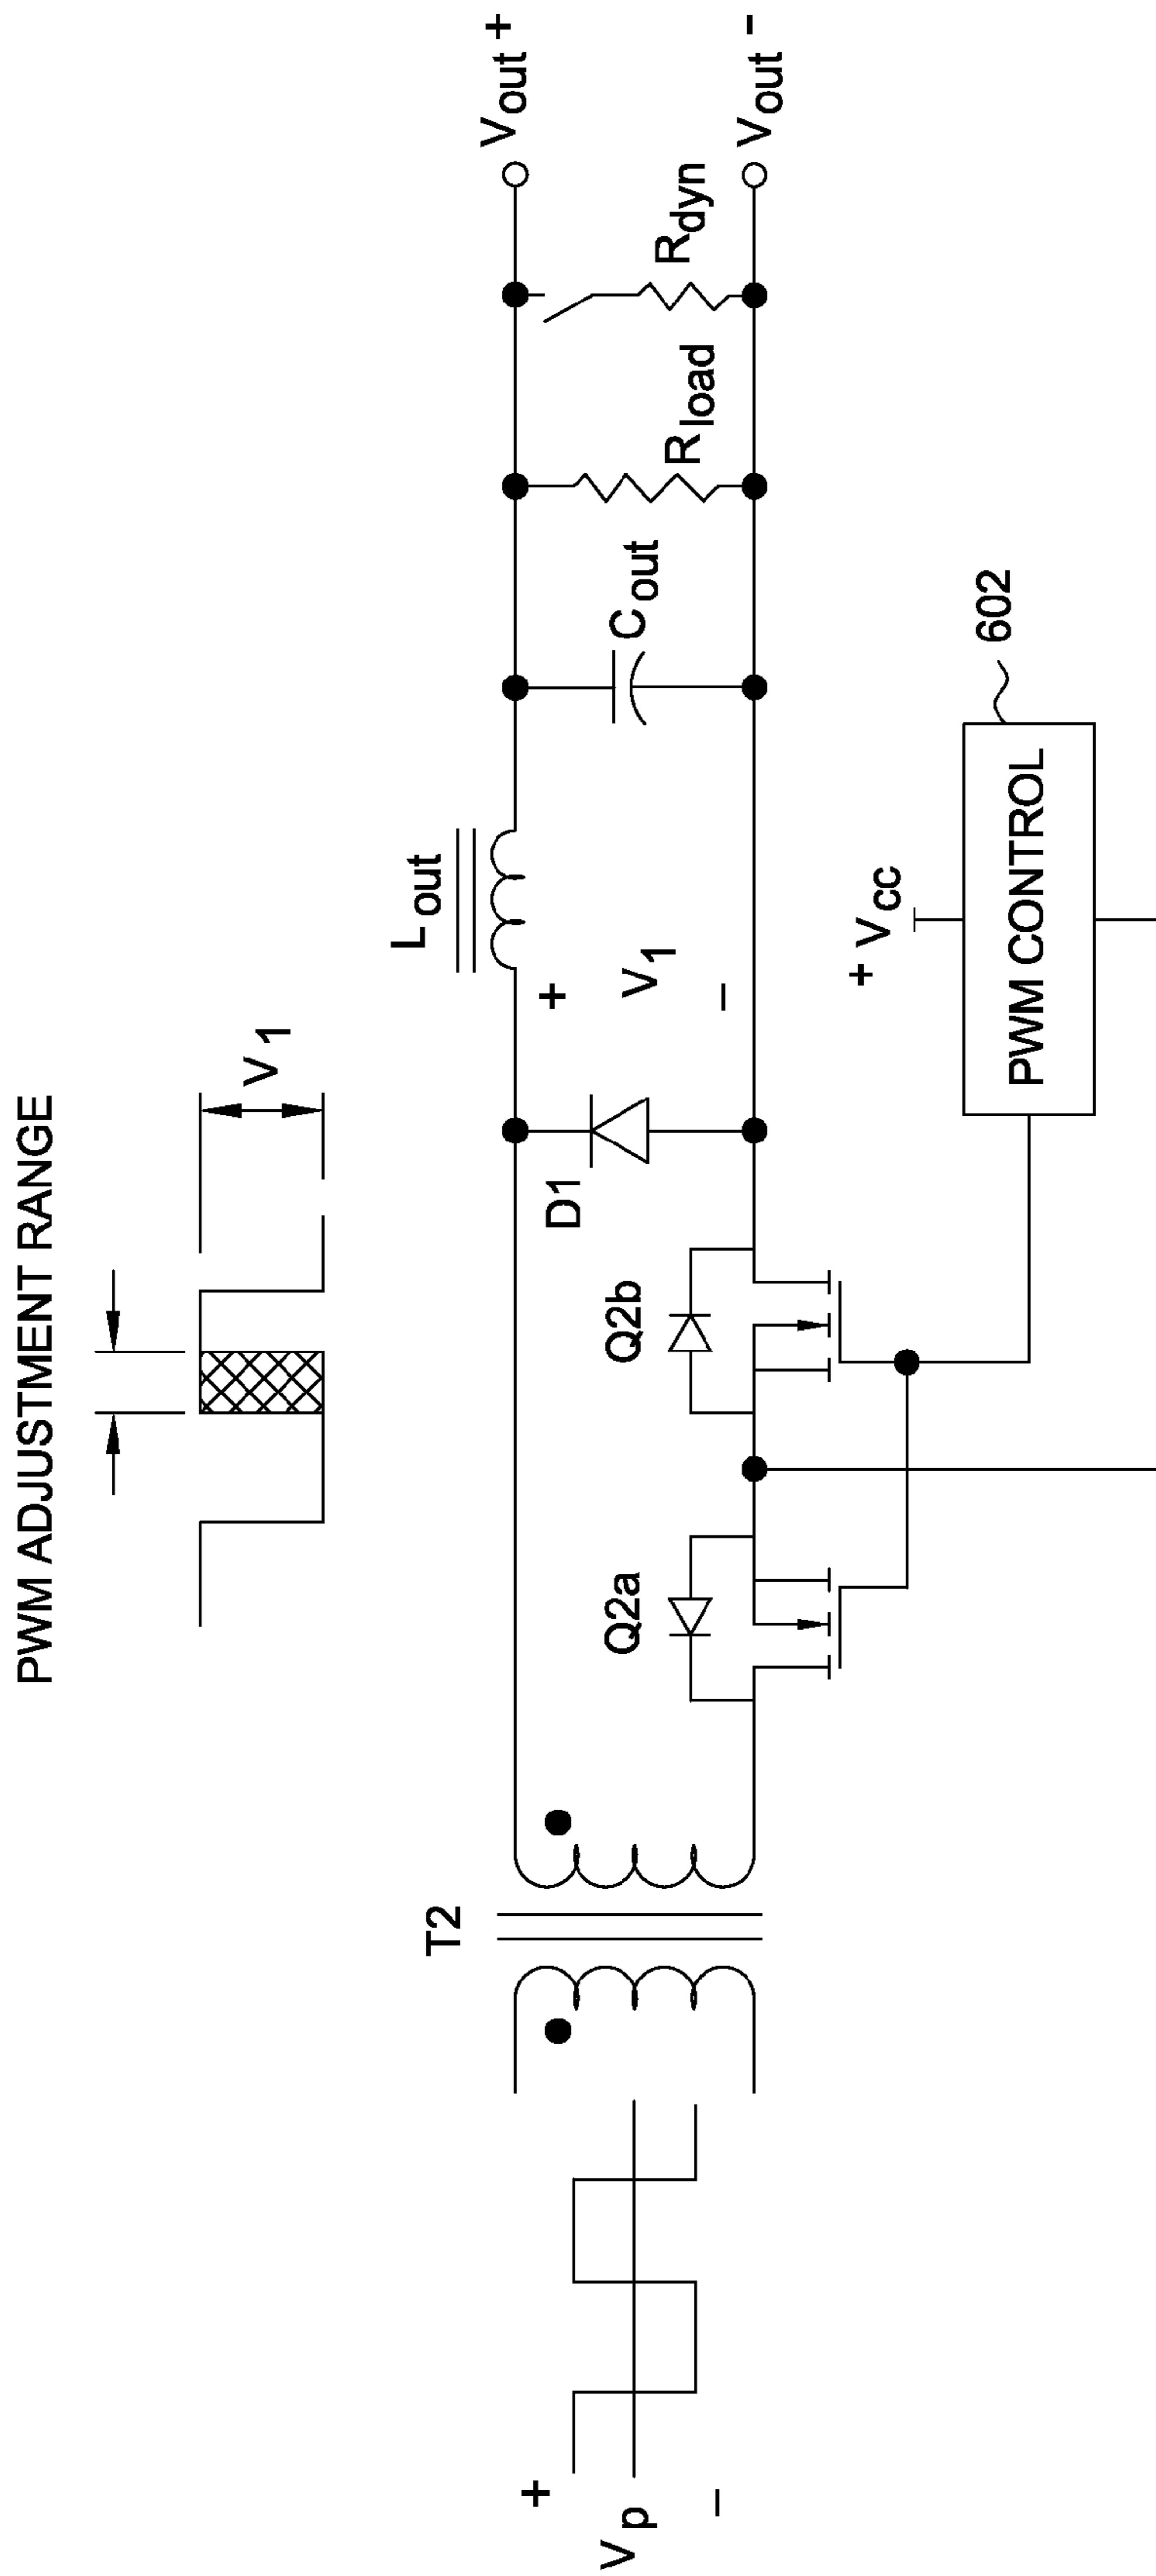 PWM ADJUSTMENT RANGE
V1
Lout
Vout +
T2
D1
+
V1
−
Cout
Rload
Rdyn
Vout −
+
Vp
−
Q2a
Q2b
+ Vcc
PWM CONTROL
602